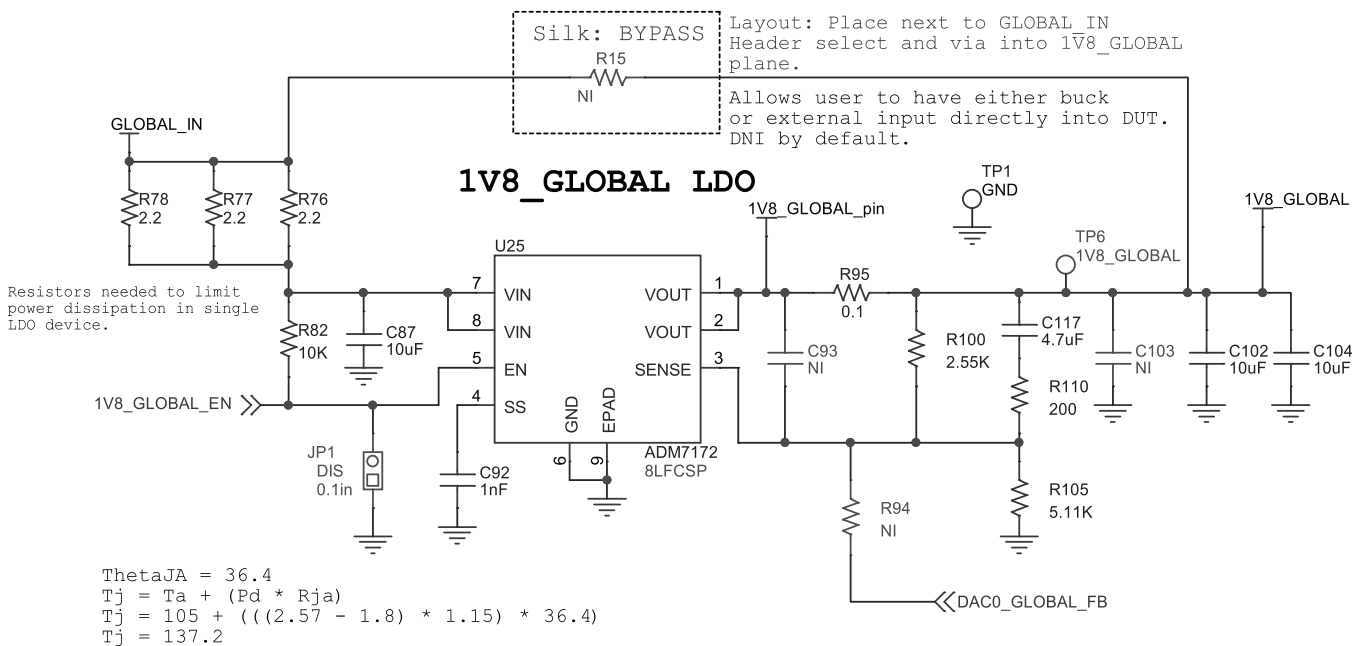 Silk: BYPASS
R15
NI
Layout: Place next to GLOBAL_IN
Header select and via into 1V8_GLOBAL
plane.
Allows user to have either buck
or external input directly into DUT.
DNI by default.
GLOBAL_IN
R78
2.2
R77
2.2
R76
2.2
1V8_GLOBAL LDO
TP1
GND
1V8_GLOBAL_pin
1V8_GLOBAL
TP6
1V8_GLOBAL
Resistors needed to limit
power dissipation in single
LDO device.
R82
10K
C87
10uF
U25
7
VIN
8
VIN
5
EN
4
SS
GND
6
EPAD
9
VOUT
1
VOUT
2
SENSE
3
ADM7172
8LFCSP
R95
0.1
C93
NI
R100
2.55K
C117
4.7uF
R110
200
C103
NI
C102
10uF
C104
10uF
1V8_GLOBAL_EN
JP1
DIS
0.1in
C92
1nF
R94
NI
R105
5.11K
DAC0_GLOBAL_FB
ThetaJA = 36.4
Tj = Ta + (Pd * Rja)
Tj = 105 + (((2.57 - 1.8) * 1.15) * 36.4)
Tj = 137.2